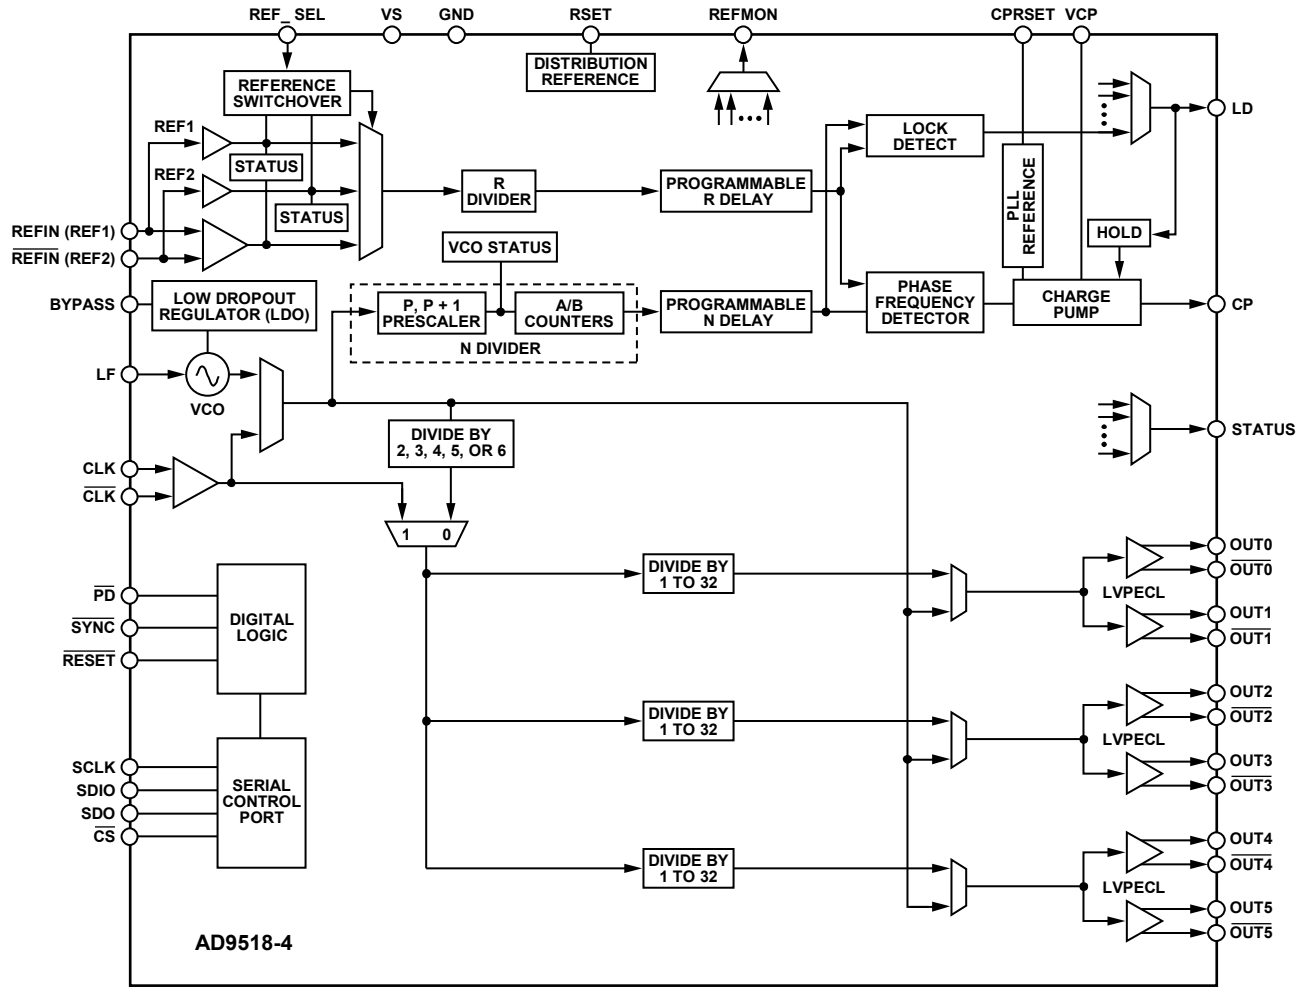 REF_ SEL
VS
GND
RSET
REFMON
CPRSET
VCP
DISTRIBUTION
REFERENCE
REFERENCE
SWITCHOVER
REF1
STATUS
REF2
STATUS
REFIN (REF1)
REFIN (REF2)
BYPASS
LOW DROPOUT
REGULATOR (LDO)
LF
VCO
R
DIVIDER
VCO STATUS
P, P + 1
PRESCALER
A/B
COUNTERS
N DIVIDER
PROGRAMMABLE
R DELAY
PROGRAMMABLE
N DELAY
LOCK
DETECT
PLL
REFERENCE
HOLD
PHASE
FREQUENCY
DETECTOR
CHARGE
PUMP
LD
CP
STATUS
CLK
CLK
DIVIDE BY
2, 3, 4, 5, OR 6
1
0
PD
SYNC
RESET
DIGITAL
LOGIC
SCLK
SDIO
SDO
CS
SERIAL
CONTROL
PORT
DIVIDE BY
1 TO 32
LVPECL
OUT0
OUT0
OUT1
OUT1
DIVIDE BY
1 TO 32
LVPECL
OUT2
OUT2
OUT3
OUT3
DIVIDE BY
1 TO 32
LVPECL
OUT4
OUT4
OUT5
OUT5
AD9518-4